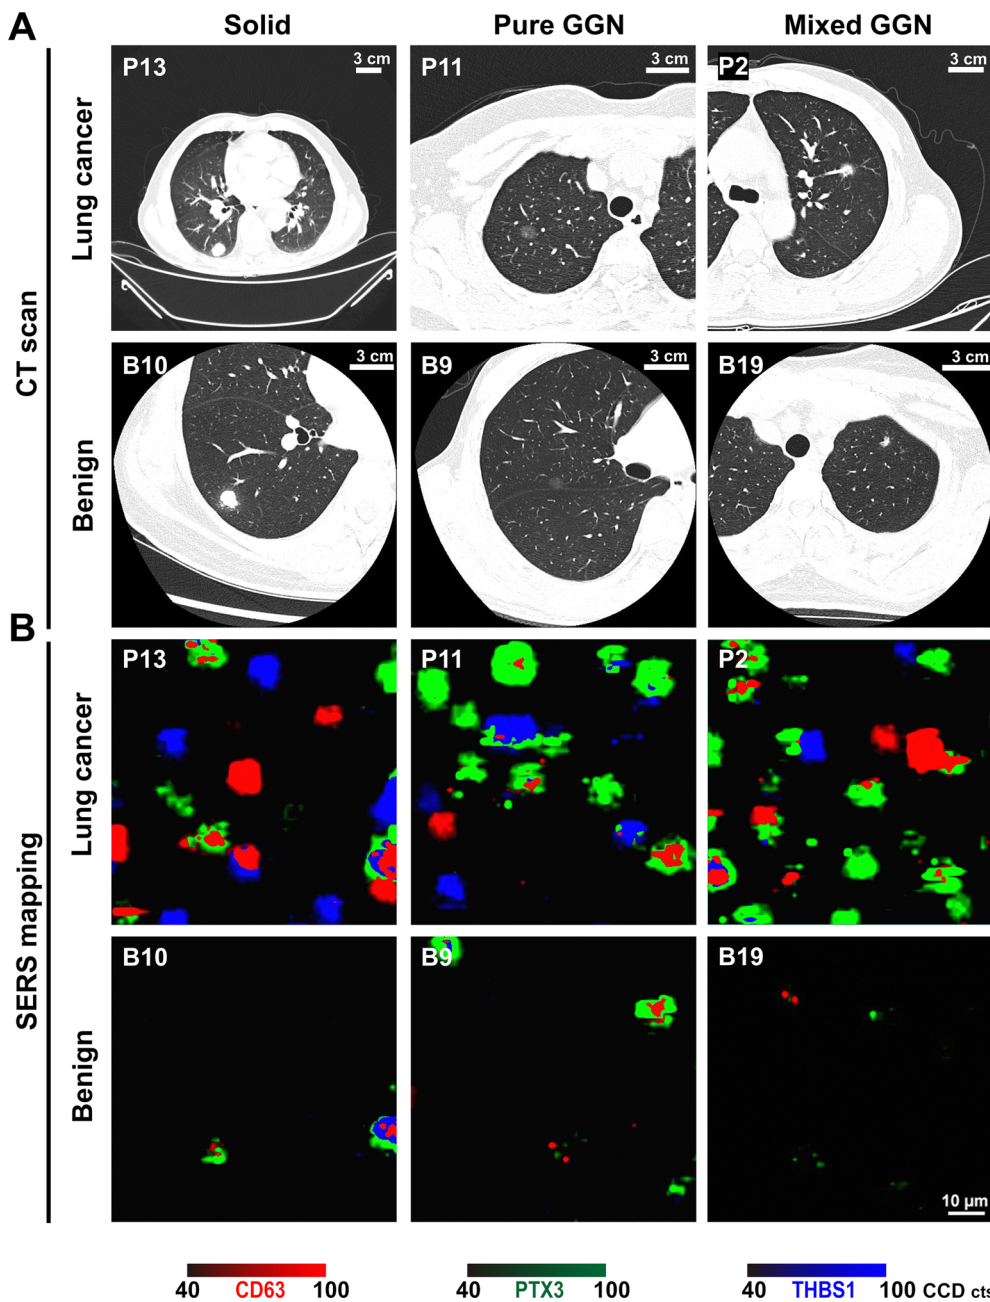 A
Solid
Pure GGN
Mixed GGN
CT scan
Lung cancer
P13
3 cm
P11
3 cm
P2
3 cm
Benign
B10
3 cm
B9
3 cm
B19
3 cm
B
SERS mapping
Lung cancer
P13
P11
P2
Benign
B10
B9
B19
10 µm
40 CD63 100
40 PTX3 100
40 THBS1 100 CCD cts